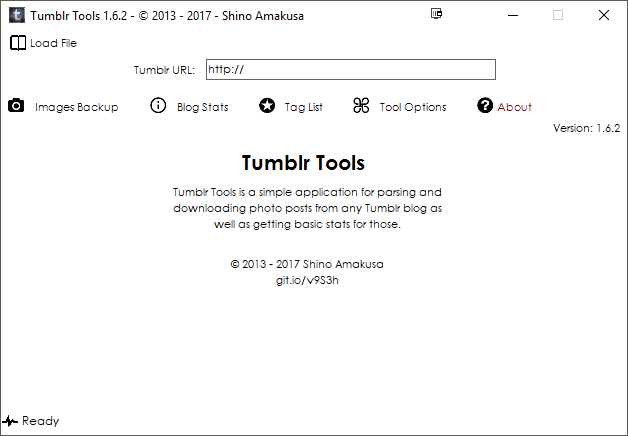 Tumblr Tools 1.6.2 - © 2013 - 2017 - Shino Amakusa
Load File
Tumblr URL: http://
Images Backup Blog Stats Tag List Tool Options About
Version: 1.6.2
Tumblr Tools
Tumblr Tools is a simple application for parsing and
downloading photo posts from any Tumblr blog as
well as getting basic stats for those.
© 2013 - 2017 Shino Amakusa
git.io/v9S3h
Ready